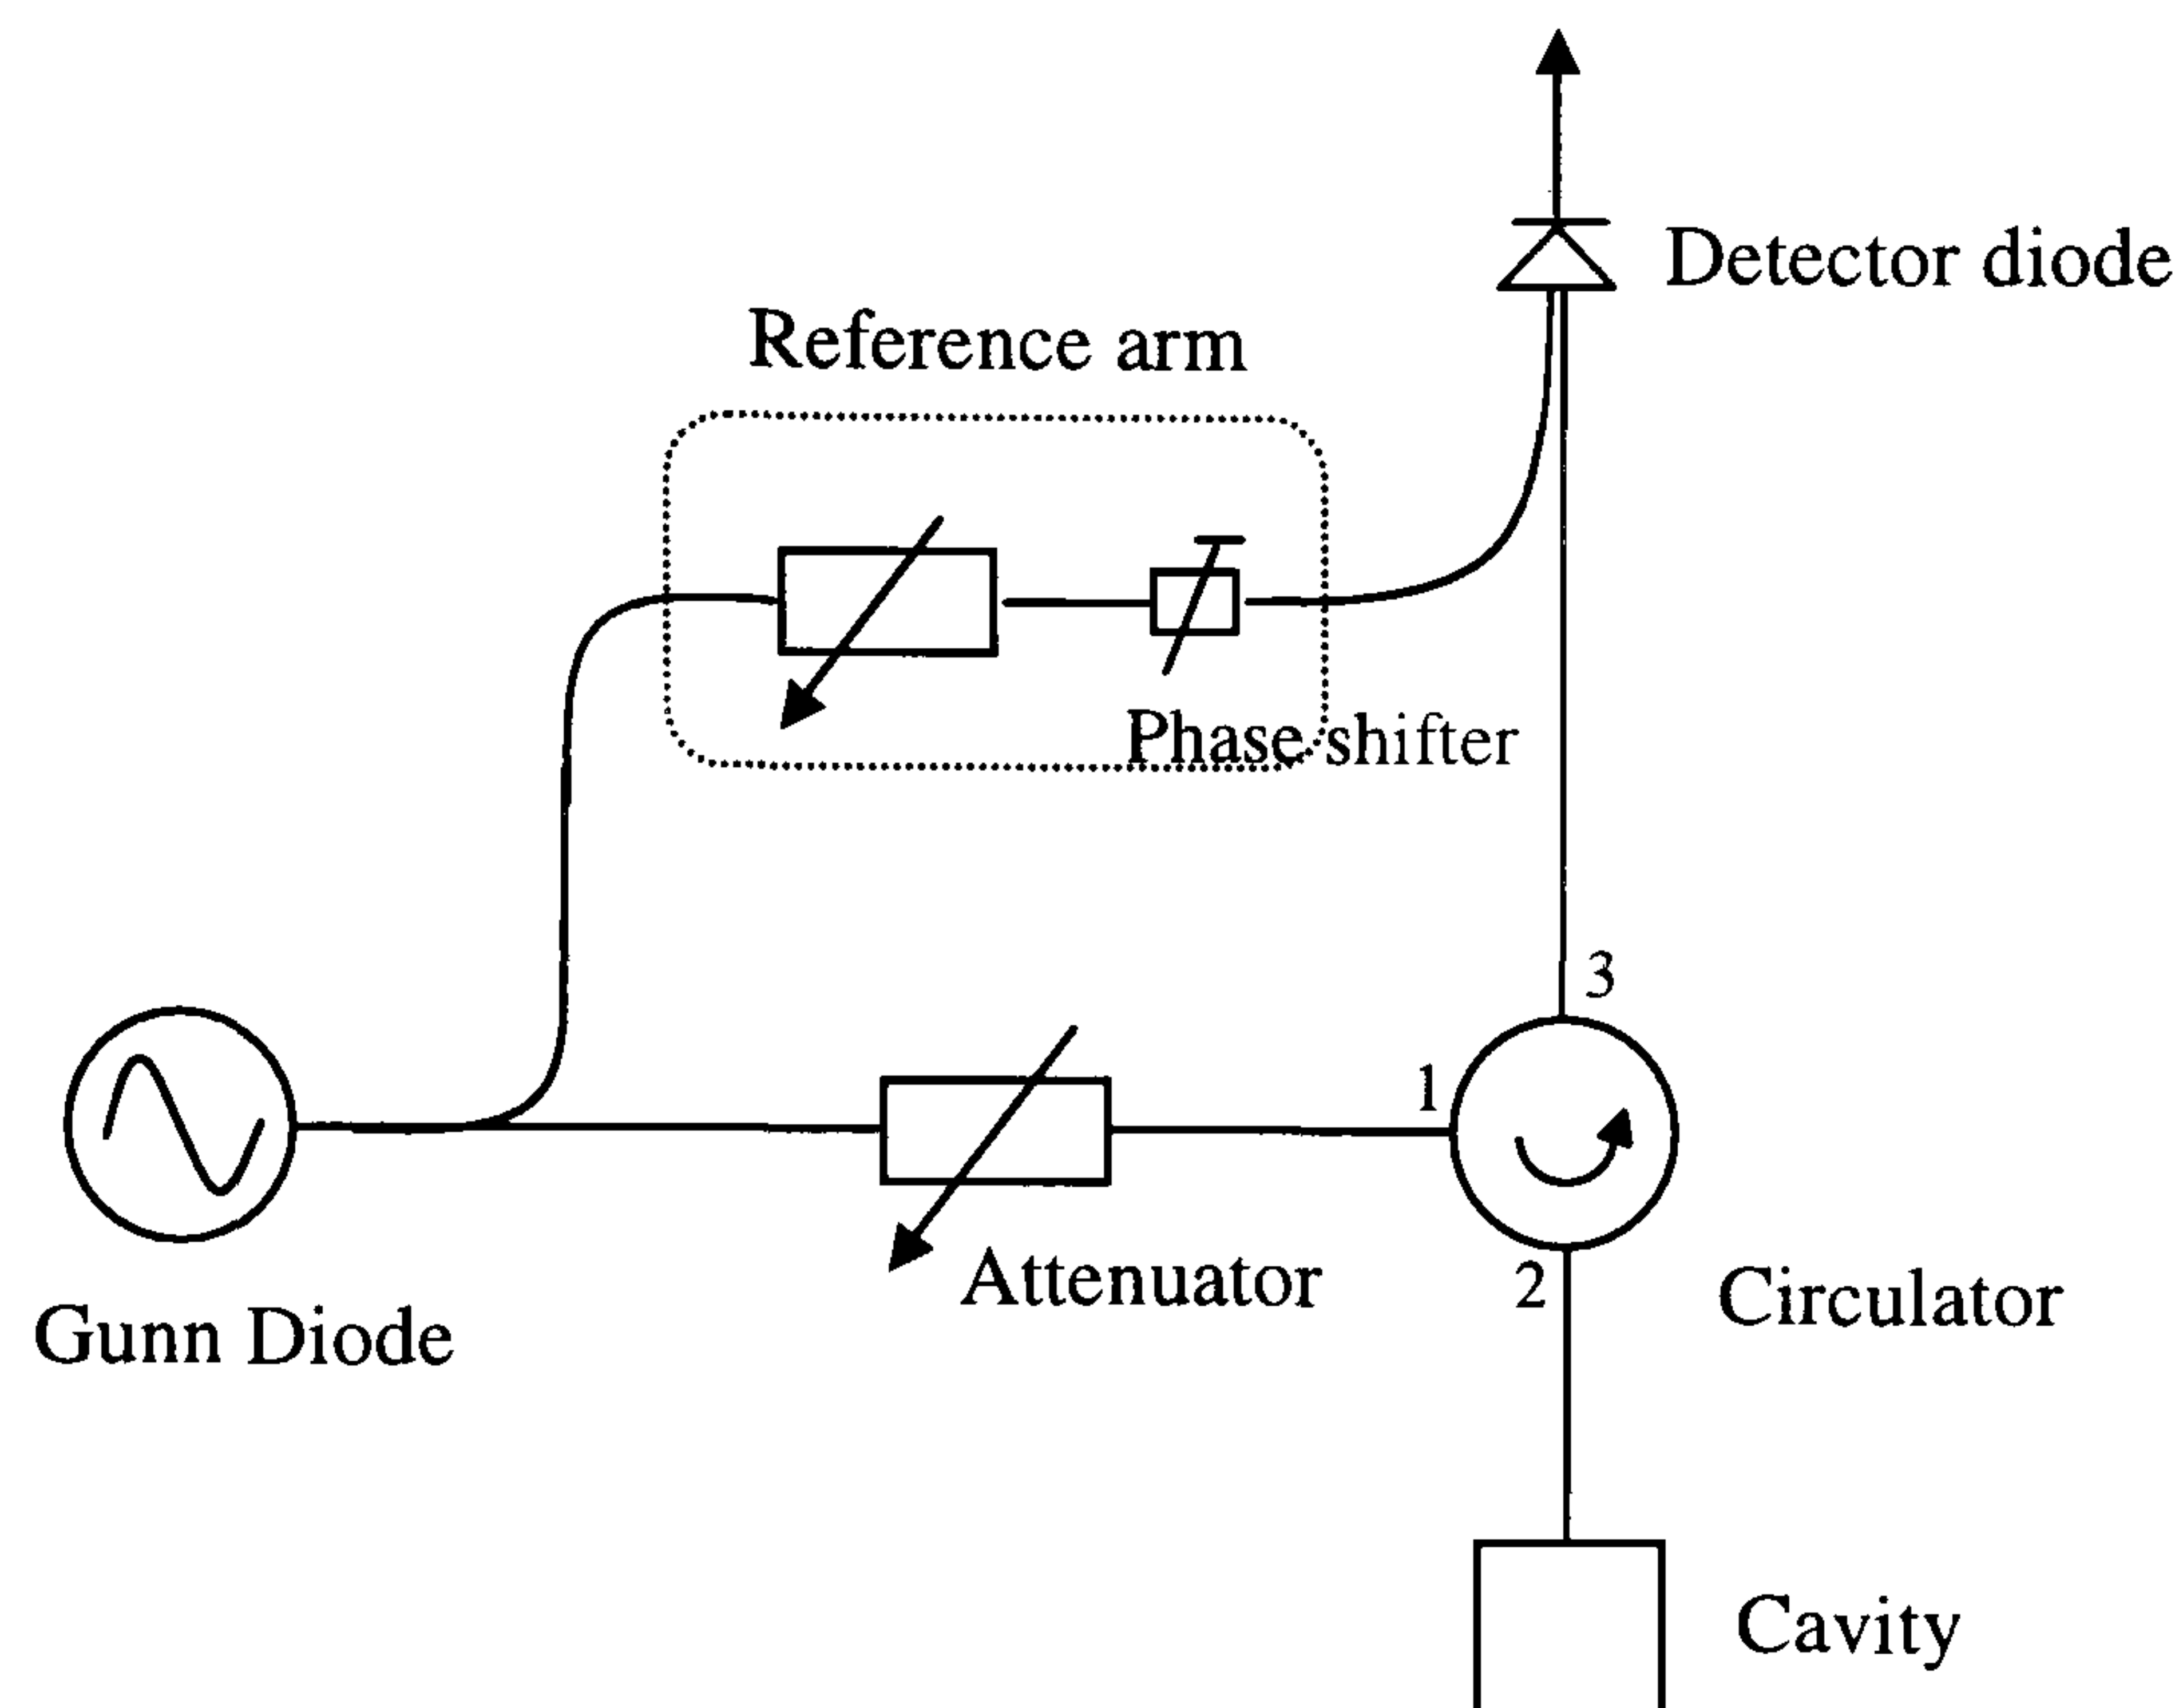 Detector diode
Reference arm
Phase shifter
3
1
Attenuator
2
Circulator
Gunn Diode
Cavity